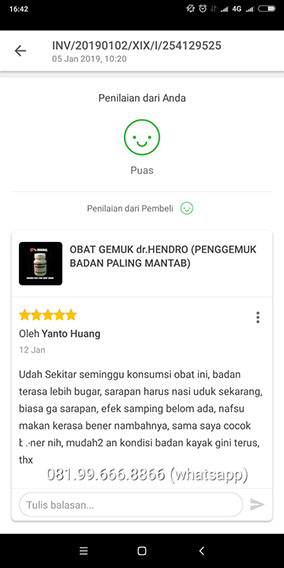 16:42
4G
INV/20190102/XIX/I/254129525
05 Jan 2019, 10:20
Penilaian dari Anda
Puas
Penilaian dari Pembeli
OBAT GEMUK dr.HENDRO (PENGGEMUK
BADAN PALING MANTAB)
Oleh Yanto Huang
12 Jan
Udah Sekitar seminggu konsumsi obat ini, badan
terasa lebih bugar, sarapan harus nasi uduk sekarang,
biasa ga sarapan, efek samping belom ada, nafsu
makan kerasa bener nambahnya, sama saya cocok
nih, mudah2 an kondisi badan kayak gini terus,
thx
081.99.666.8866 (whatsapp)
Tulis balasan...